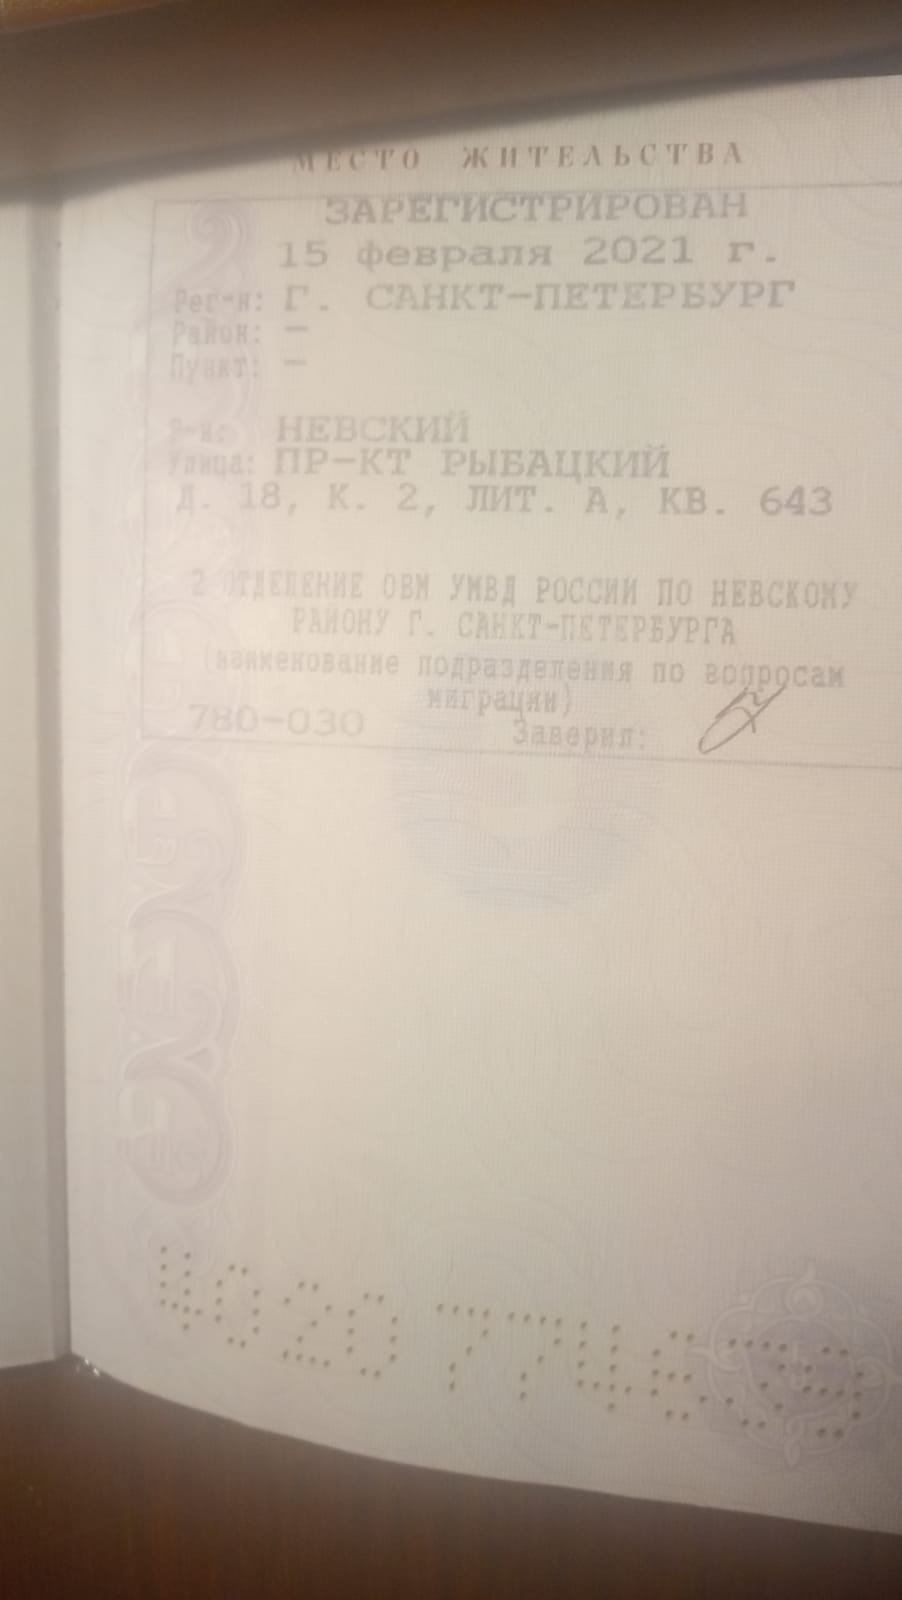 МЕСТО ЖИТЕЛЬСТВА
ЗАРЕГИСТРИРОВАН
15 февраля 2021 г.
Рег-н: Г. САНКТ-ПЕТЕРБУРГ
Район: —
Пункт: —
Р-н: НЕВСКИЙ
Улица: ПР-КТ РЫБАЦКИЙ
Д. 18, К. 2, ЛИТ. А, КВ. 643
2 ОТДЕЛЕНИЕ ОВМ УМВД РОССИИ ПО НЕВСКОМУ
РАЙОНУ Г. САНКТ-ПЕТЕРБУРГА
(наименование подразделения по вопросам
миграции)
780-030 Заверил:
40 20